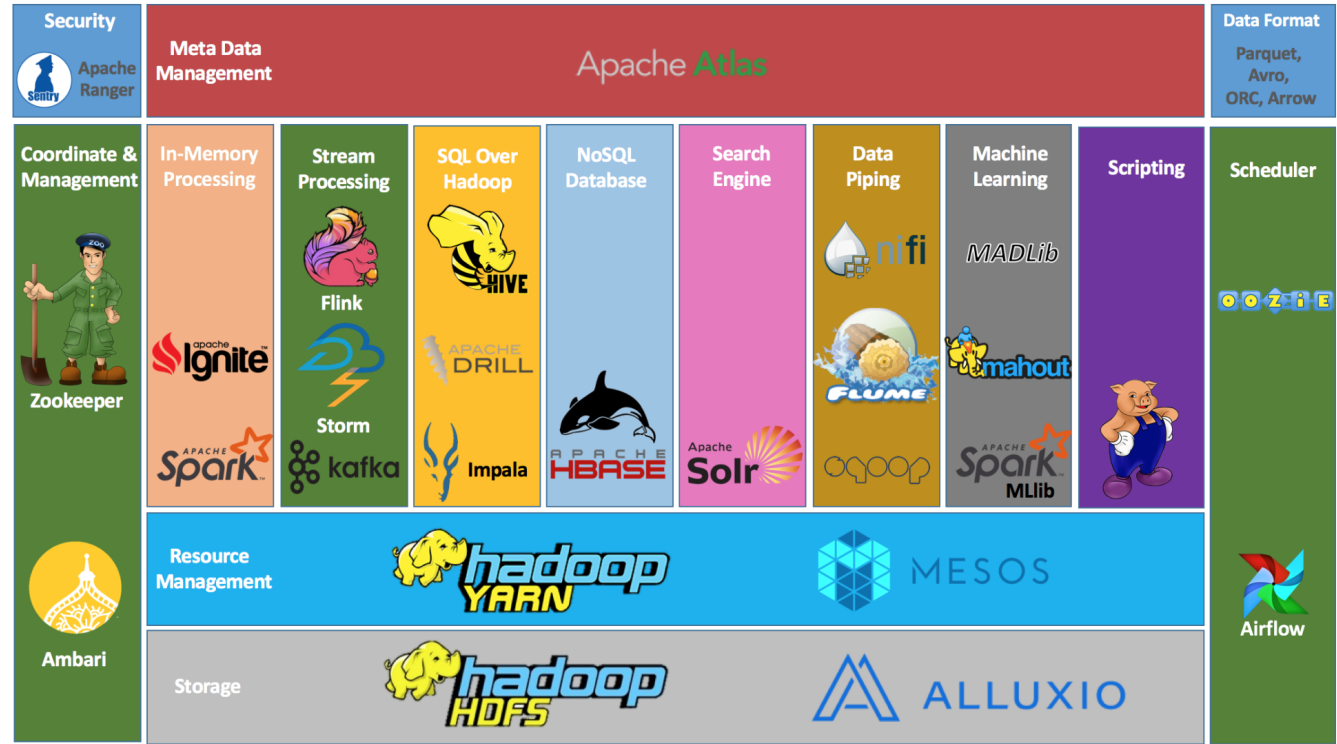 Security
Sentry
Apache
Ranger
Meta Data
Management
Apache Atlas
Data Format
Parquet,
Avro,
ORC, Arrow
Coordinate &
Management
ZOO
Zookeeper
Ambari
In-Memory
Processing
apache
Ignite™
APACHE
Spark™
Stream
Processing
Flink
Storm
kafka
SQL Over
Hadoop
HIVE
APACHE
DRILL
Impala
NoSQL
Database
APACHE
HBASE
Search
Engine
Apache
Solr
Data
Piping
nifi
FLUME
sqoop
Machine
Learning
MADLib
mahout
APACHE
Spark™
MLlib
Scripting
Scheduler
OOZiE
Airflow
Resource
Management
hadoop
YARN
MESOS
Storage
hadoop
HDFS
ALLUXIO